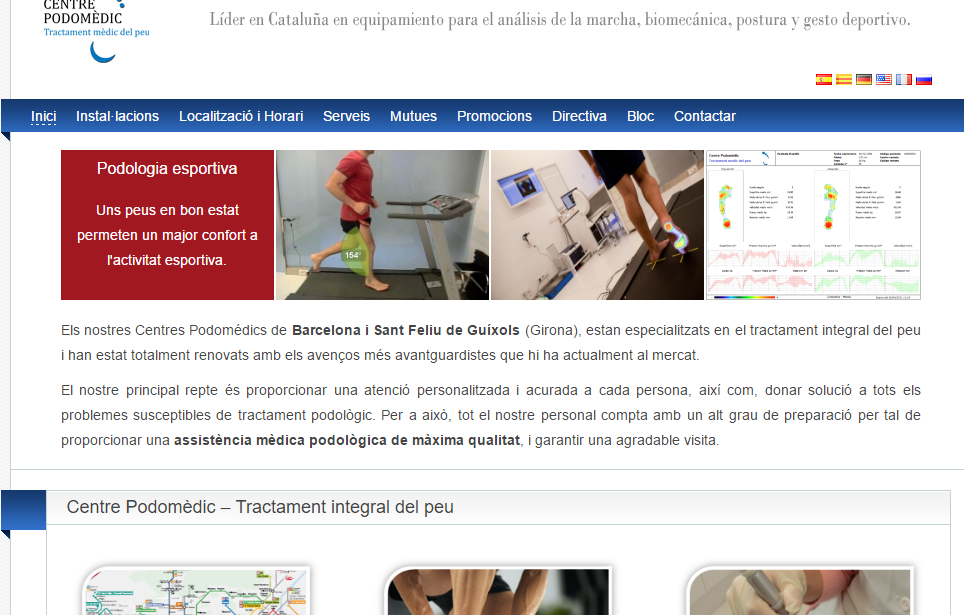 CENTRE
PODOMÈDIC
Tractament mèdic del peu
Líder en Cataluña en equipamiento para el análisis de la marcha, biomecánica, postura y gesto deportivo.
Inici Instal·lacions Localització i Horari Serveis Mutues Promocions Directiva Bloc Contactar
Podologia esportiva
Uns peus en bon estat
permeten un major confort a
l'activitat esportiva.
154°
Els nostres Centres Podomédics de Barcelona i Sant Feliu de Guíxols (Girona), estan especialitzats en el tractament integral del peu
i han estat totalment renovats amb els avenços més avantguardistes que hi ha actualment al mercat.
El nostre principal repte és proporcionar una atenció personalitzada i acurada a cada persona, així com, donar solució a tots els
problemes susceptibles de tractament podològic. Per a això, tot el nostre personal compta amb un alt grau de preparació per tal de
proporcionar una assistència mèdica podològica de màxima qualitat, i garantir una agradable visita.
Centre Podomèdic – Tractament integral del peu